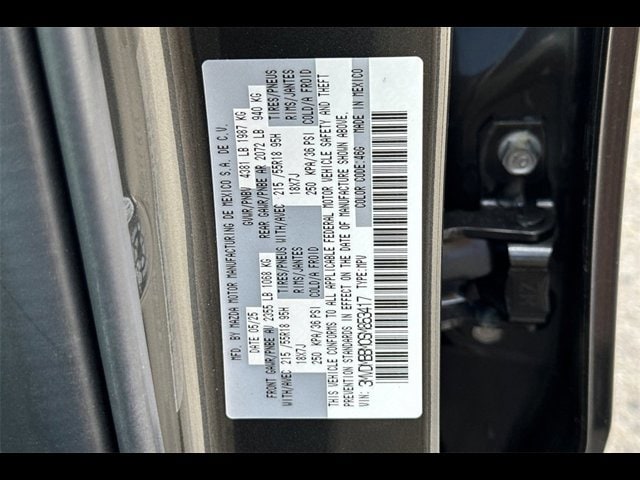 MFD. BY MAZDA MOTOR MANUFACTURING DE MEXICO S.A. DE C.V.
DATE 05/25 GVWR/PNBV 4381 LB 1987 KG
FRONT GAWR/PNBE AV 2355 LB 1068 KG REAR GAWR/PNBE AR 2072 LB 940 KG
WITH/AVEC 215 /55R18 95H TIRES/PNEUS WITH/AVEC 215 /55R18 95H TIRES/PNEUS
18X7J RIMS/JANTES 18X7J RIMS/JANTES
250 KPA/36 PSI COLD/A FROID 250 KPA/36 PSI COLD/A FROID
THIS VEHICLE CONFORMS TO ALL APPLICABLE FEDERAL MOTOR VEHICLE SAFETY AND THEFT
PREVENTION STANDARDS IN EFFECT ON THE DATE OF MANUFACTURE SHOWN ABOVE.
VIN: TYPE:MPV COLOR CODE:46G MADE IN MEXICO